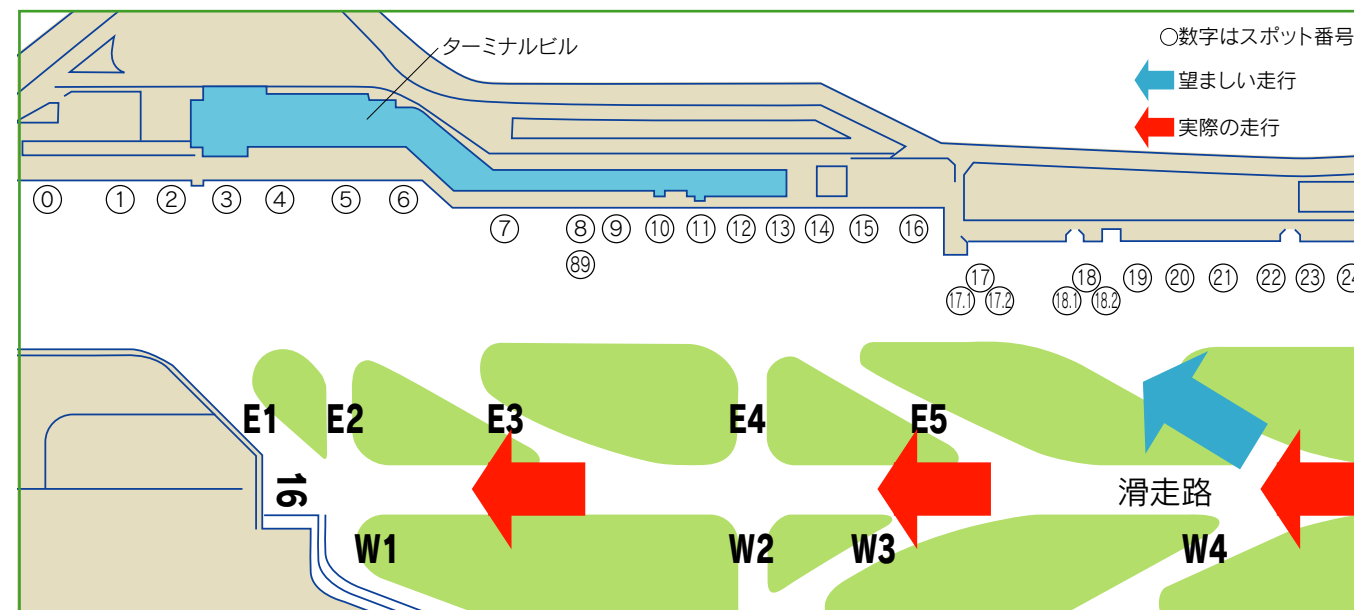 ○数字はスポット番号
ターミナルビル
望ましい走行
実際の走行
⓪ ① ② ③ ④ ⑤ ⑥
⑦ ⑧ ⑨ ⑩ ⑪ ⑫ ⑬ ⑭ ⑮ ⑯
89
17 18 19 20 21 22 23
17.1 17.2 18.1 18.2
E1 E2 E3 E4 E5
16
滑走路
W1 W2 W3 W4